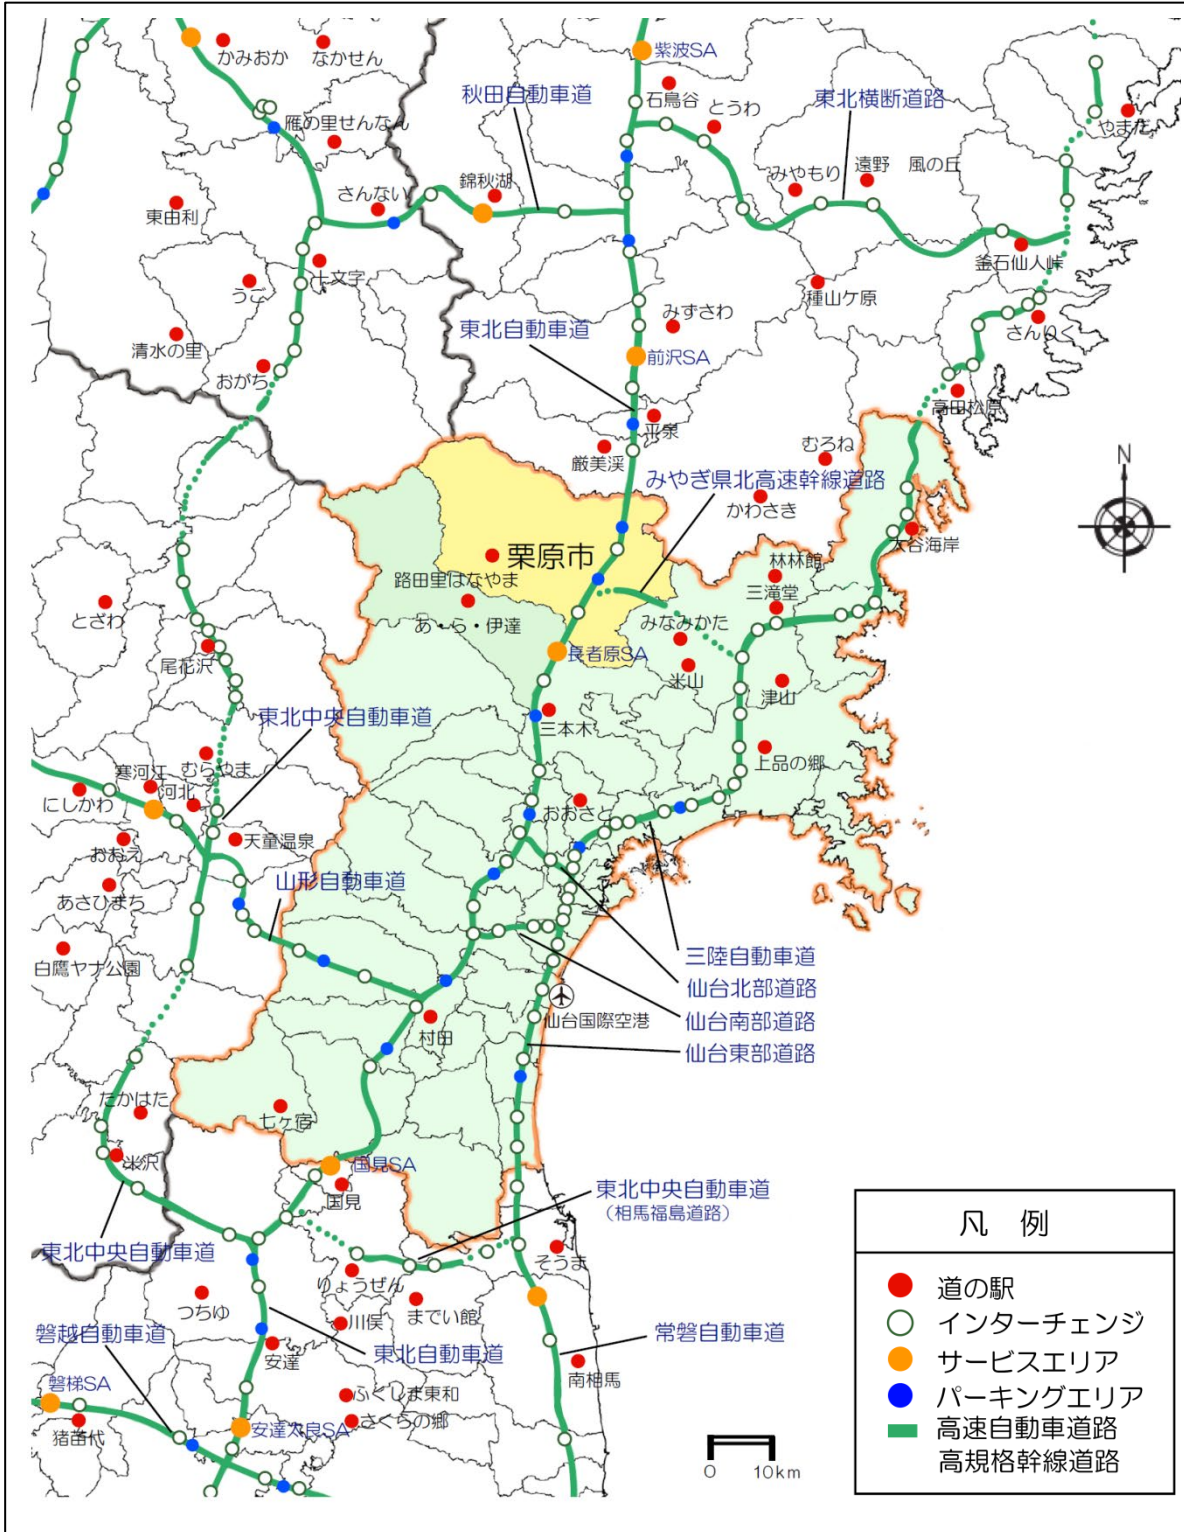 紫波SA
かみおか
なかせん
石鳥谷
秋田自動車道
とうわ
東北横断道路
やまだ
雁の里せんなん
遠野 風の丘
みやもり
錦秋湖
さんない
東由利
釜石仙人峠
十文字
うご
種山ケ原
みずさわ
東北自動車道
さんりく
清水の里
前沢SA
おがち
高田松原
平泉
厳美渓
むろね
みやぎ県北高速幹線道路
かわさき
N
大谷海岸
栗原市
林林館
路田里はなやま
三滝堂
とざわ
あ・ら・伊達
みなみかた
尾花沢
長者原SA
米山
津山
東北中央自動車道
三本木
むらやま
上品の郷
寒河江
にしかわ
河北
おおさと
おおえ
天童温泉
山形自動車道
あさひまち
白鷹ヤナ公園
三陸自動車道
仙台北部道路
仙台国際空港
仙台南部道路
村田
仙台東部道路
たかはた
七ヶ宿
米沢
国見SA
国見
東北中央自動車道
(相馬福島道路)
凡 例
東北中央自動車道
そうま
りょうぜん
道の駅
つちゆ
までい館
インターチェンジ
川俣
磐越自動車道
常磐自動車道
安達
東北自動車道
サービスエリア
南相馬
磐梯SA
ふくしま東和
パーキングエリア
猪苗代
安達太良SA
さくらの郷
高速自動車道路
高規格幹線道路
0 10km